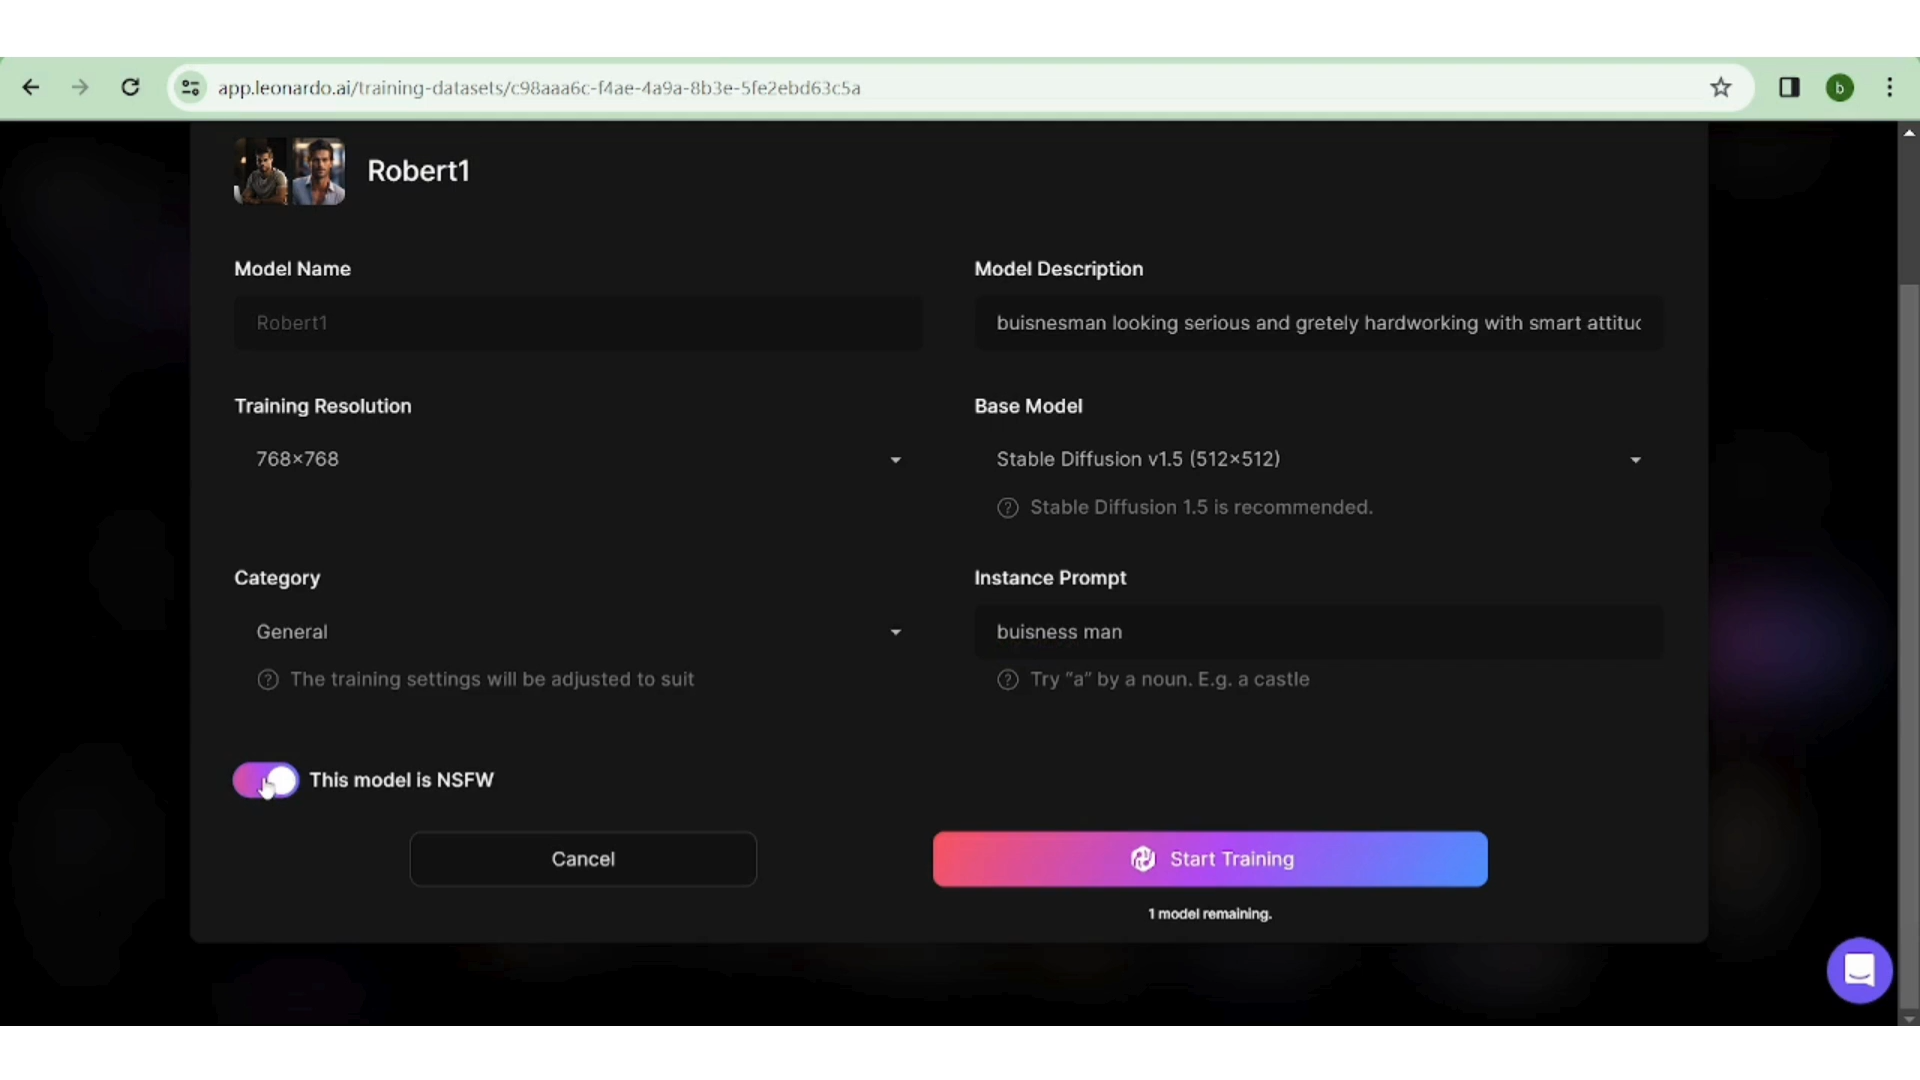 app.leonardo.ai/training-datasets/c98aaa6c-f4ae-4a9a-8b3e-5fe2ebd63c5a
b
Robert1
Model Name
Model Description
Robert1
buisnesman looking serious and gretely hardworking with smart attituc
Training Resolution
Base Model
768×768
Stable Diffusion v1.5 (512×512)
? Stable Diffusion 1.5 is recommended.
Category
Instance Prompt
General
buisness man
? The training settings will be adjusted to suit
? Try “a” by a noun. E.g. a castle
This model is NSFW
Cancel
Start Training
1 model remaining.